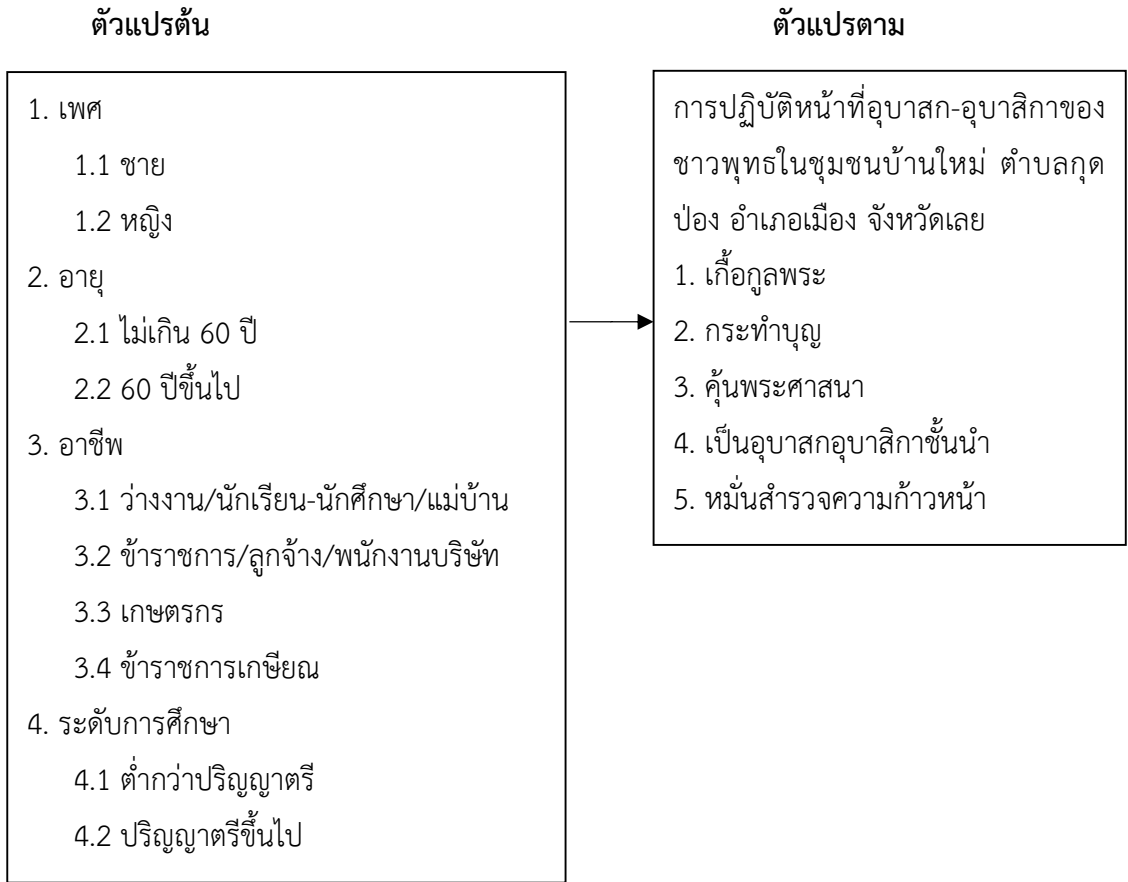 ตัวแปรต้น
1. เพศ
1.1 ชาย
1.2 หญิง
2. อายุ
2.1 ไม่เกิน 60 ปี
2.2 60 ปีขึ้นไป
3. อาชีพ
3.1 ว่างงาน/นักเรียน-นักศึกษา/แม่บ้าน
3.2 ข้าราชการ/ลูกจ้าง/พนักงานบริษัท
3.3 เกษตรกร
3.4 ข้าราชการเกษียณ
4. ระดับการศึกษา
4.1 ต่ำกว่าปริญญาตรี
4.2 ปริญญาตรีขึ้นไป
ตัวแปรตาม
การปฏิบัติหน้าที่อุบาสก-อุบาสิกาของ
ชาวพุทธในชุมชนบ้านใหม่ ตำบลกุด
ป่อง อำเภอเมือง จังหวัดเลย
1. เกื้อกูลพระ
2. กระทำบุญ
3. คุ้นพระศาสนา
4. เป็นอุบาสกอุบาสิกาชั้นนำ
5. หมั่นสำรวจความก้าวหน้า